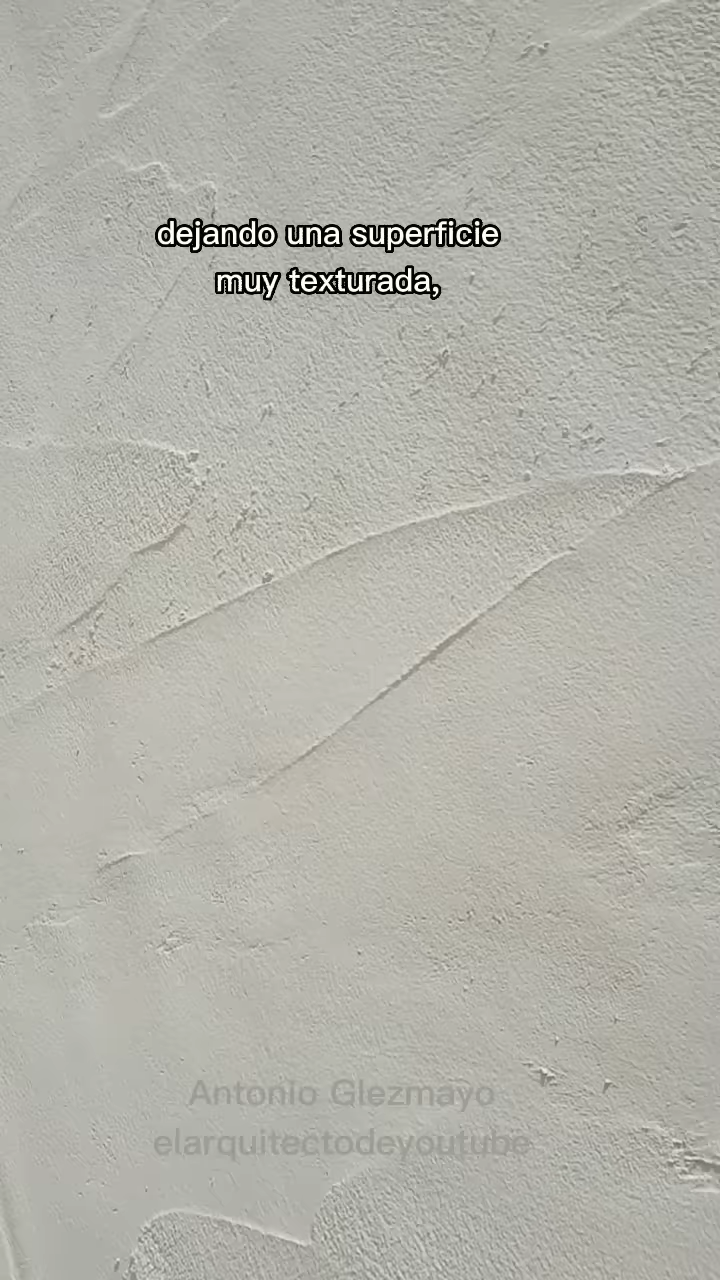 dejando una superficie
muy texturada,
Antonio Glezmayo
elarquitectodeyoutube